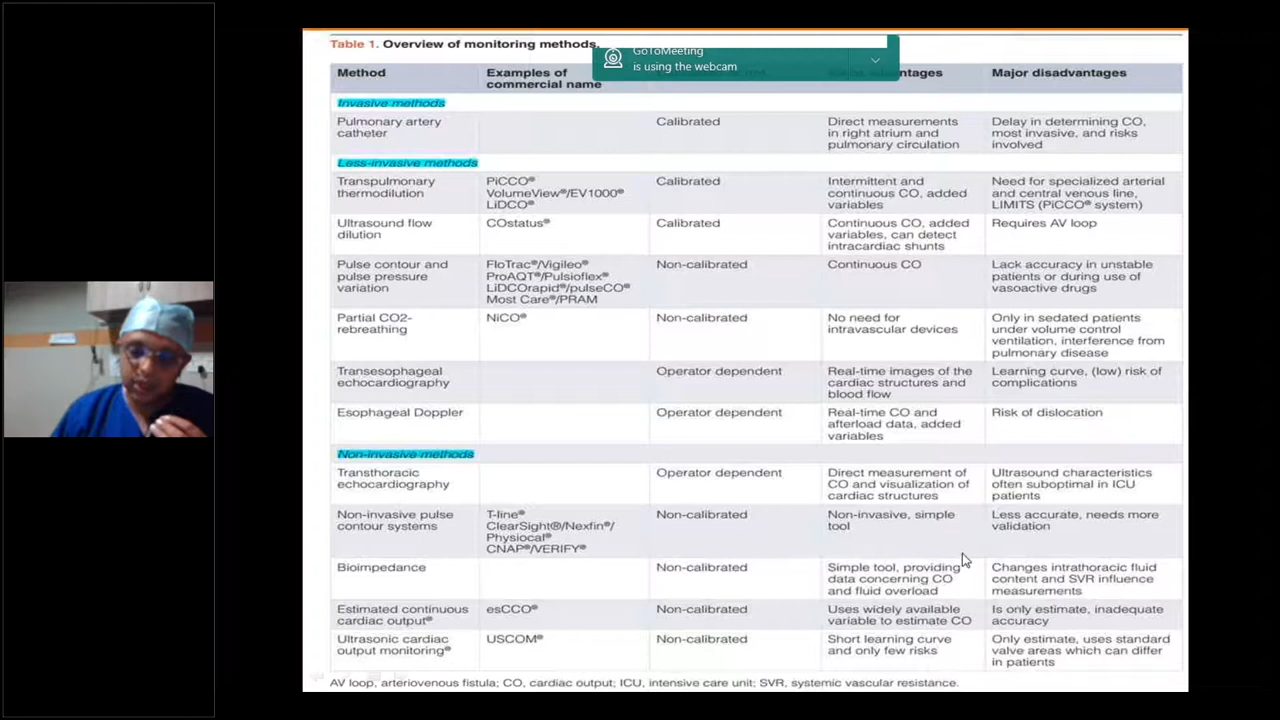 Table 1. Overview of monitoring methods.
GoToMeeting
is using the webcam
Method Examples of commercial name advantages Major disadvantages
Invasive methods
Pulmonary artery catheter Calibrated Direct measurements in right atrium and pulmonary circulation Delay in determining CO, most invasive, and risks involved
Less-invasive methods
Transpulmonary thermodilution PiCCO® VolumeView®/EV1000® LiDCO® Calibrated Intermittent and continuous CO, added variables Need for specialized arterial and central venous line, LIMITS (PiCCO® system)
Ultrasound flow dilution COstatus® Calibrated Continuous CO, added variables, can detect intracardiac shunts Requires AV loop
Pulse contour and pulse pressure variation FloTrac®/Vigileo® ProAQT®/Pulsioflex® LiDCOrapid®/pulseCO® Most Care®/PRAM Non-calibrated Continuous CO Lack accuracy in unstable patients or during use of vasoactive drugs
Partial CO2-rebreathing NiCO® Non-calibrated No need for intravascular devices Only in sedated patients under volume control ventilation, interference from pulmonary disease
Transesophageal echocardiography Operator dependent Real-time images of the cardiac structures and blood flow Learning curve, (low) risk of complications
Esophageal Doppler Operator dependent Real-time CO and afterload data, added variables Risk of dislocation
Non-invasive methods
Transthoracic echocardiography Operator dependent Direct measurement of CO and visualization of cardiac structures Ultrasound characteristics often suboptimal in ICU patients
Non-invasive pulse contour systems T-line® ClearSight®/Nexfin®/ Physiocal® CNAP®/VERIFY® Non-calibrated Non-invasive, simple tool Less accurate, needs more validation
Bioimpedance Non-calibrated Simple tool, providing data concerning CO and fluid overload Changes intrathoracic fluid content and SVR influence measurements
Estimated continuous cardiac output® esCCO® Non-calibrated Uses widely available variable to estimate CO Is only estimate, inadequate accuracy
Ultrasonic cardiac output monitoring® USCOM® Non-calibrated Short learning curve and only few risks Only estimate, uses standard valve areas which can differ in patients
AV loop, arteriovenous fistula; CO, cardiac output; ICU, intensive care unit; SVR, systemic vascular resistance.